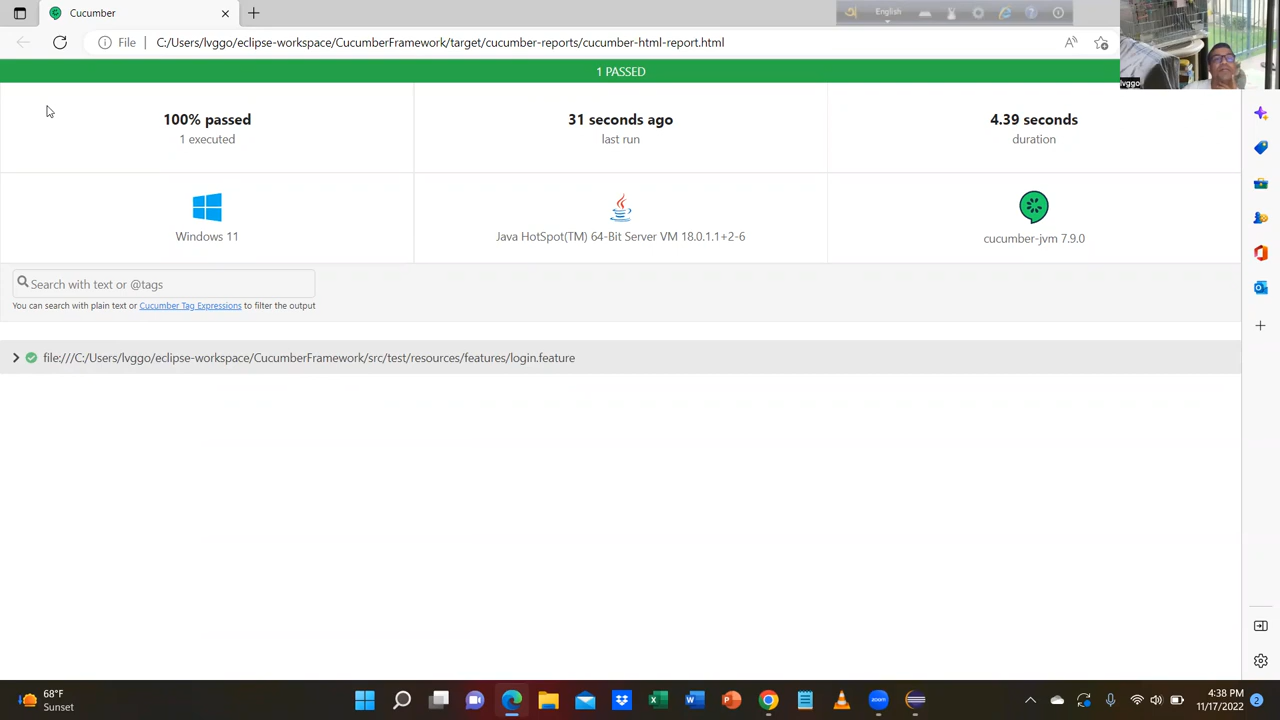 Cucumber
English
File
C:/Users/lvggo/eclipse-workspace/CucumberFramework/target/cucumber-reports/cucumber-html-report.html
lvggo
1 PASSED
100% passed
1 executed
31 seconds ago
last run
4.39 seconds
duration
Windows 11
Java HotSpot(TM) 64-Bit Server VM 18.0.1.1+2-6
cucumber-jvm 7.9.0
Search with text or @tags
You can search with plain text or Cucumber Tag Expressions to filter the output
file:///C:/Users/lvggo/eclipse-workspace/CucumberFramework/src/test/resources/features/login.feature
68°F
Sunset
4:38 PM
11/17/2022
2